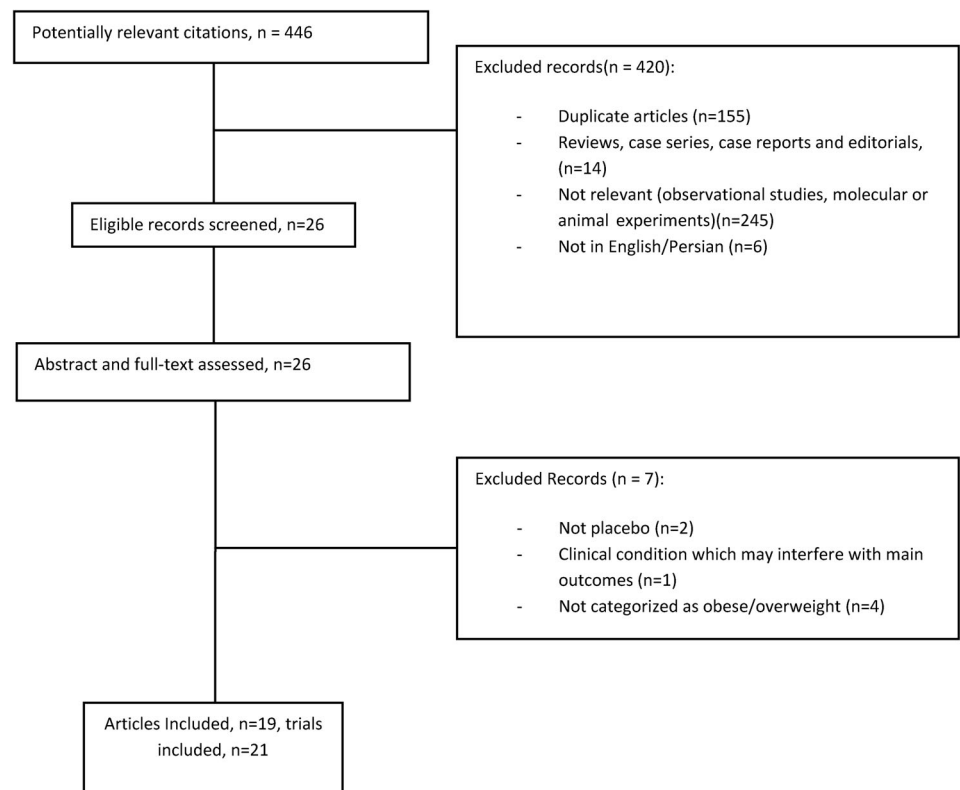 Potentially relevant citations, n = 446
Excluded records(n = 420):
- Duplicate articles (n=155)
- Reviews, case series, case reports and editorials,
(n=14)
- Not relevant (observational studies, molecular or
animal experiments)(n=245)
- Not in English/Persian (n=6)
Eligible records screened, n=26
Abstract and full-text assessed, n=26
Excluded Records (n = 7):
- Not placebo (n=2)
- Clinical condition which may interfere with main
outcomes (n=1)
- Not categorized as obese/overweight (n=4)
Articles Included, n=19, trials
included, n=21